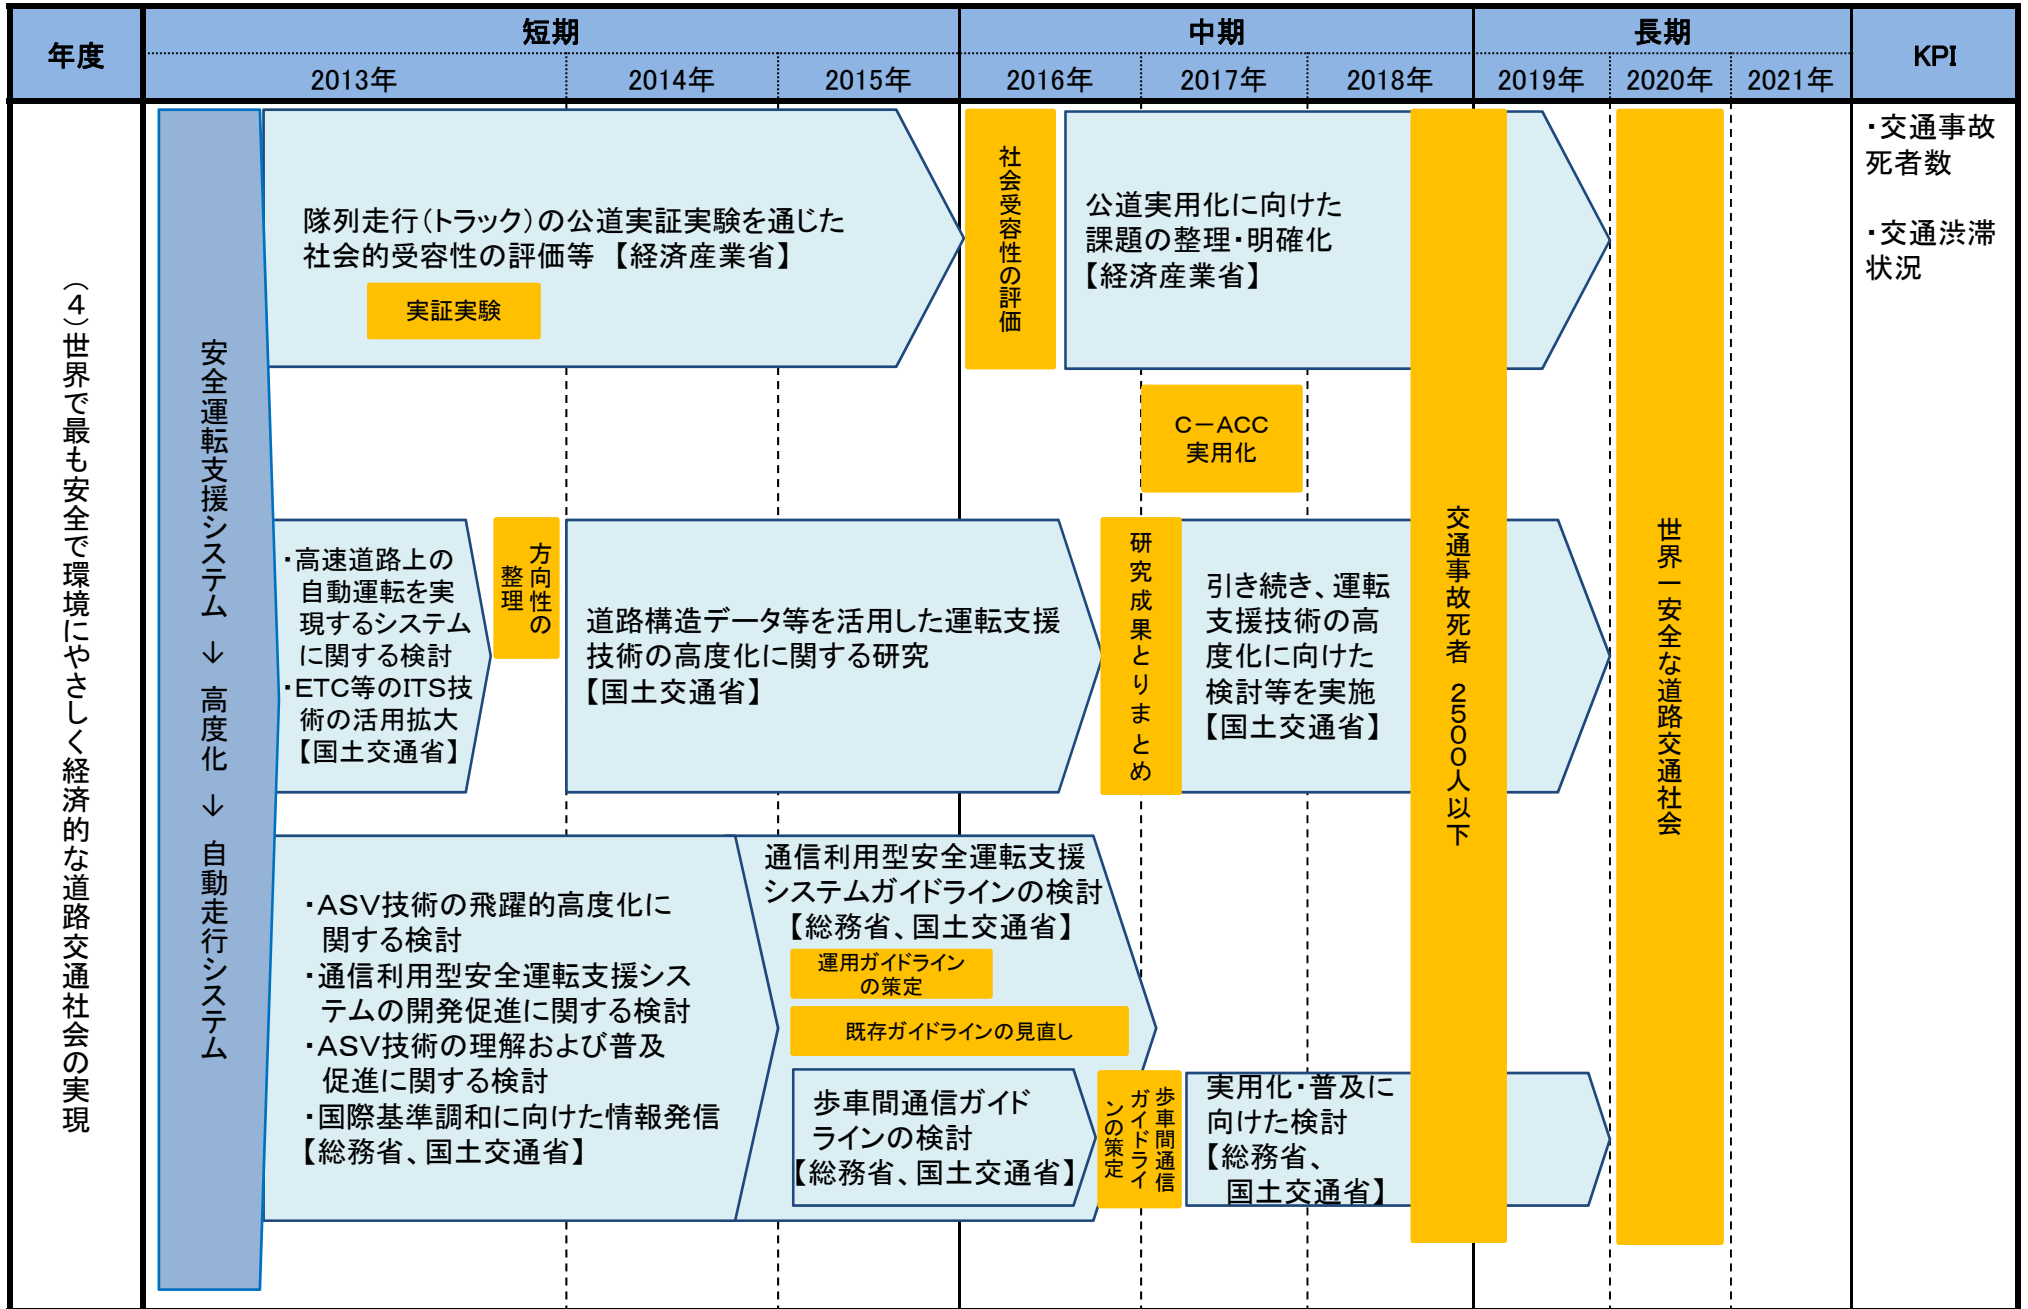 年度
短期
中期
長期
KPI
2013年
2014年
2015年
2016年
2017年
2018年
2019年
2020年
2021年
(4)世界で最も安全で環境にやさしく経済的な道路交通社会の実現
安全運転支援システム → 高度化 → 自動走行システム
隊列走行(トラック)の公道実証実験を通じた
社会的受容性の評価等 【経済産業省】
実証実験
社会受容性の評価
公道実用化に向けた
課題の整理・明確化
【経済産業省】
C－ACC
実用化
・高速道路上の
自動運転を実
現するシステム
に関する検討
・ETC等のITS技
術の活用拡大
【国土交通省】
方向性の
整理
道路構造データ等を活用した運転支援
技術の高度化に関する研究
【国土交通省】
研究成果とりまとめ
引き続き、運転
支援技術の高
度化に向けた
検討等を実施
【国土交通省】
・ASV技術の飛躍的高度化に
関する検討
・通信利用型安全運転支援シス
テムの開発促進に関する検討
・ASV技術の理解および普及
促進に関する検討
・国際基準調和に向けた情報発信
【総務省、国土交通省】
通信利用型安全運転支援
システムガイドラインの検討
【総務省、国土交通省】
運用ガイドライン
の策定
既存ガイドラインの見直し
歩車間通信ガイド
ラインの検討
【総務省、国土交通省】
歩車間通信
ガイドライ
ンの策定
実用化・普及に
向けた検討
【総務省、
国土交通省】
交通事故死者 2500人以下
世界一安全な道路交通社会
・交通事故
死者数
・交通渋滞
状況